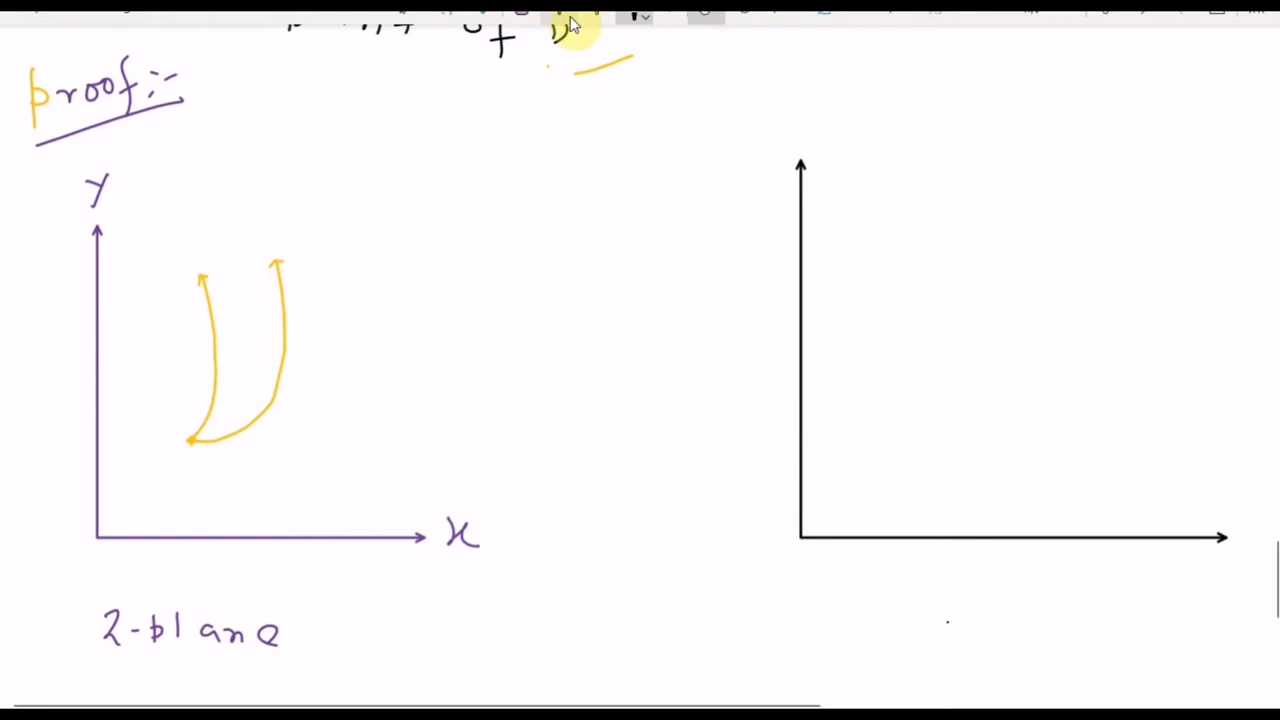 proof:-
y
x
z-plane